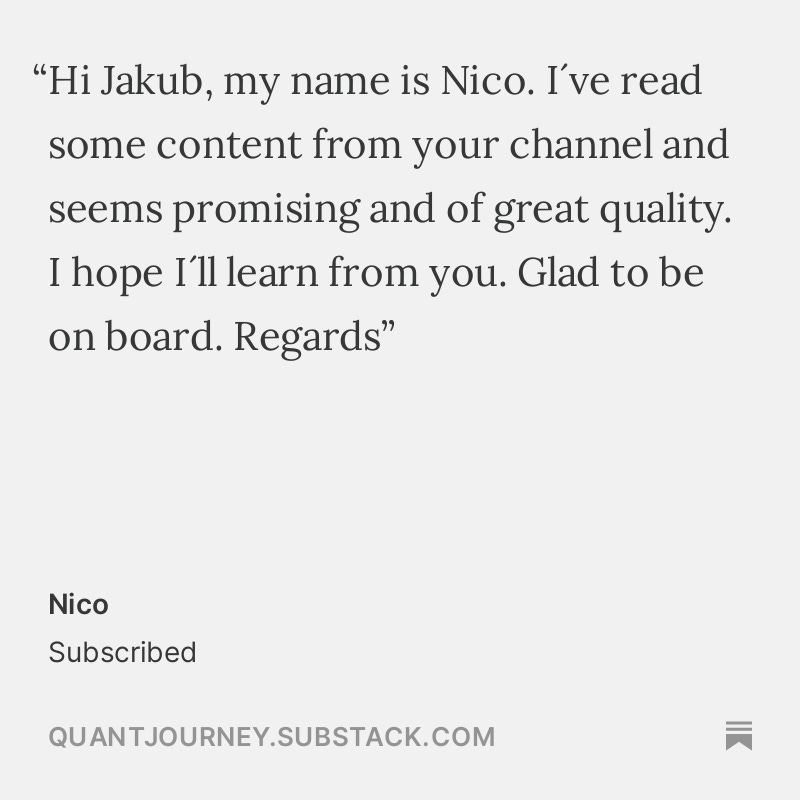 “Hi Jakub, my name is Nico. I´ve read
some content from your channel and
seems promising and of great quality.
I hope I´ll learn from you. Glad to be
on board. Regards”
Nico
Subscribed
QUANTJOURNEY.SUBSTACK.COM